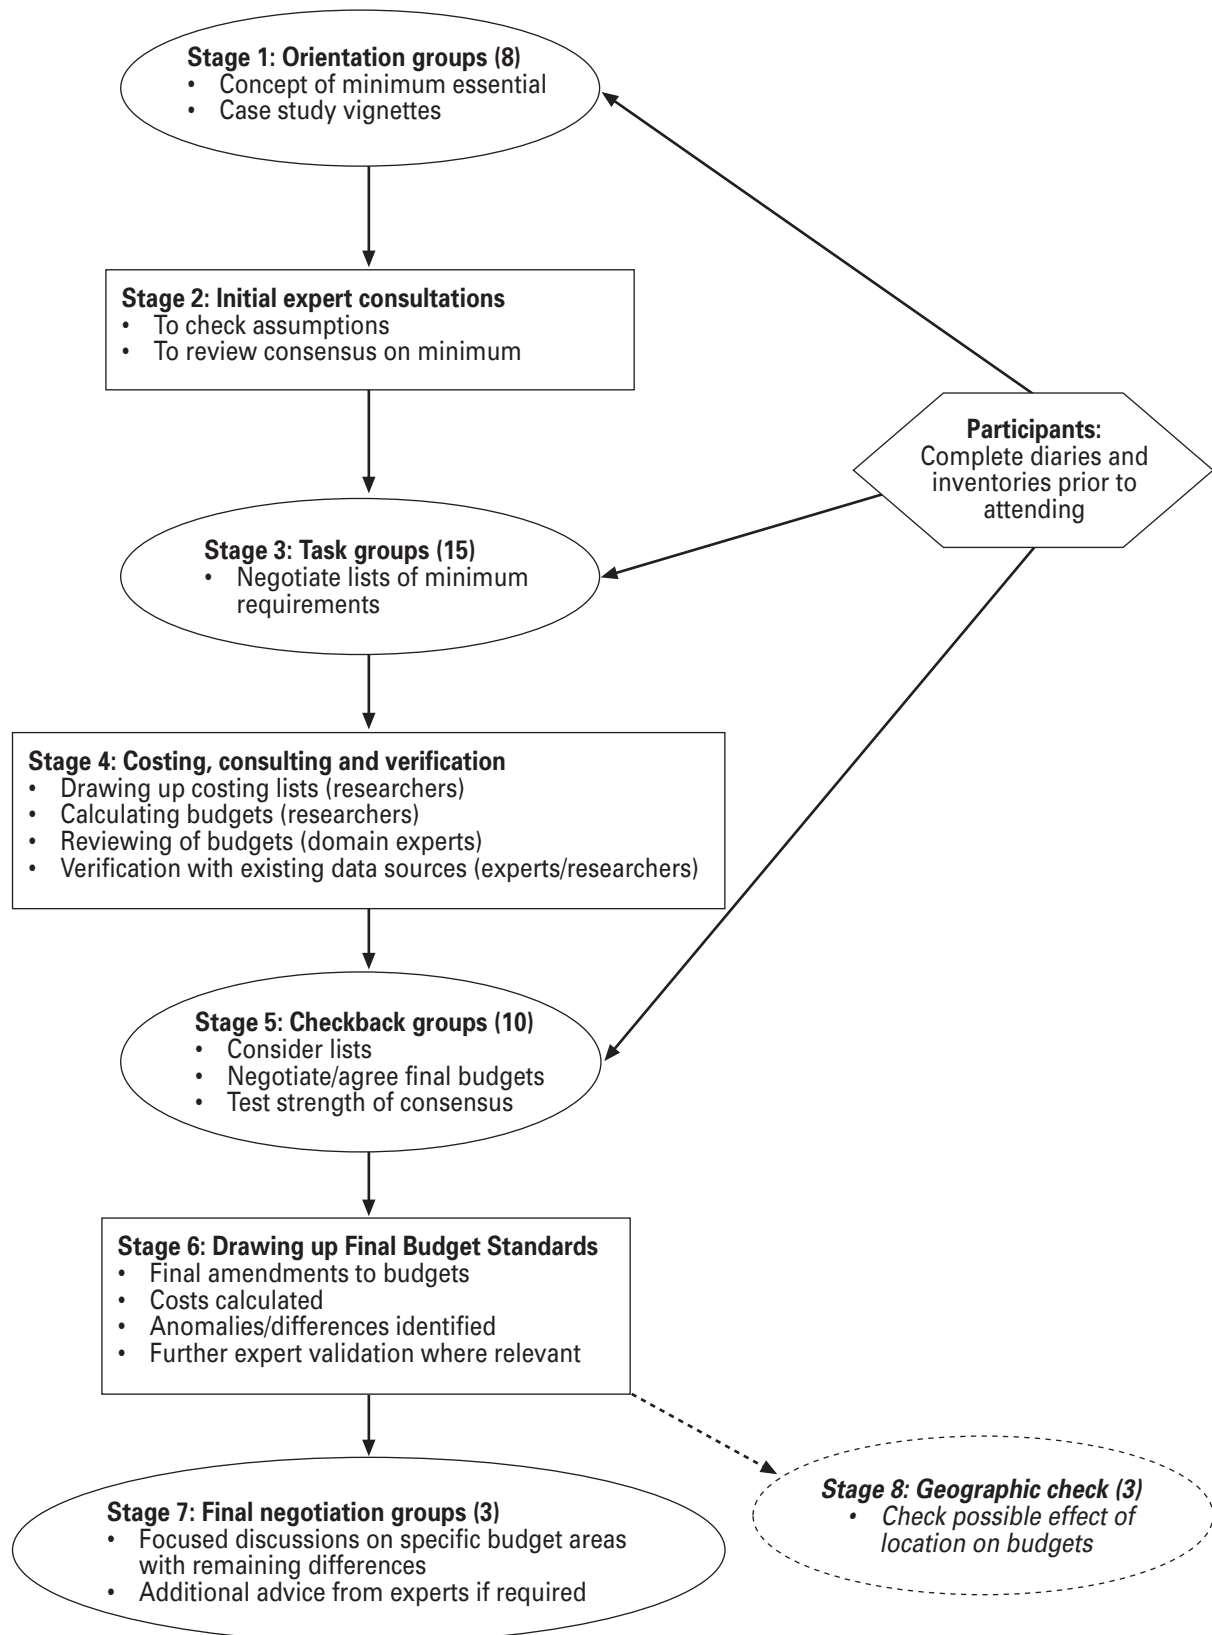 Stage 1: Orientation groups (8)
• Concept of minimum essential
• Case study vignettes
Stage 2: Initial expert consultations
• To check assumptions
• To review consensus on minimum
Participants:
Complete diaries and
inventories prior to
attending
Stage 3: Task groups (15)
• Negotiate lists of minimum
requirements
Stage 4: Costing, consulting and verification
• Drawing up costing lists (researchers)
• Calculating budgets (researchers)
• Reviewing of budgets (domain experts)
• Verification with existing data sources (experts/researchers)
Stage 5: Checkback groups (10)
• Consider lists
• Negotiate/agree final budgets
• Test strength of consensus
Stage 6: Drawing up Final Budget Standards
• Final amendments to budgets
• Costs calculated
• Anomalies/differences identified
• Further expert validation where relevant
Stage 7: Final negotiation groups (3)
• Focused discussions on specific budget areas
with remaining differences
• Additional advice from experts if required
Stage 8: Geographic check (3)
• Check possible effect of
location on budgets